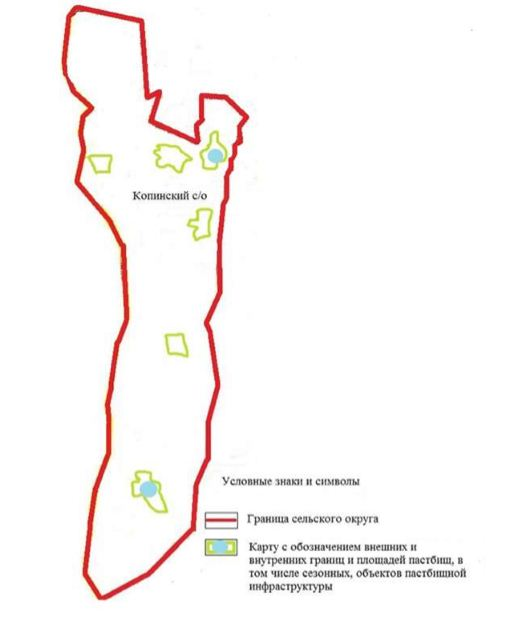 Копинский с/о
Условные знаки и символы
Граница сельского округа
Карту с обозначением внешних и
внутренних границ и площадей пастбищ, в
том числе сезонных, объектов пастбищной
инфраструктуры